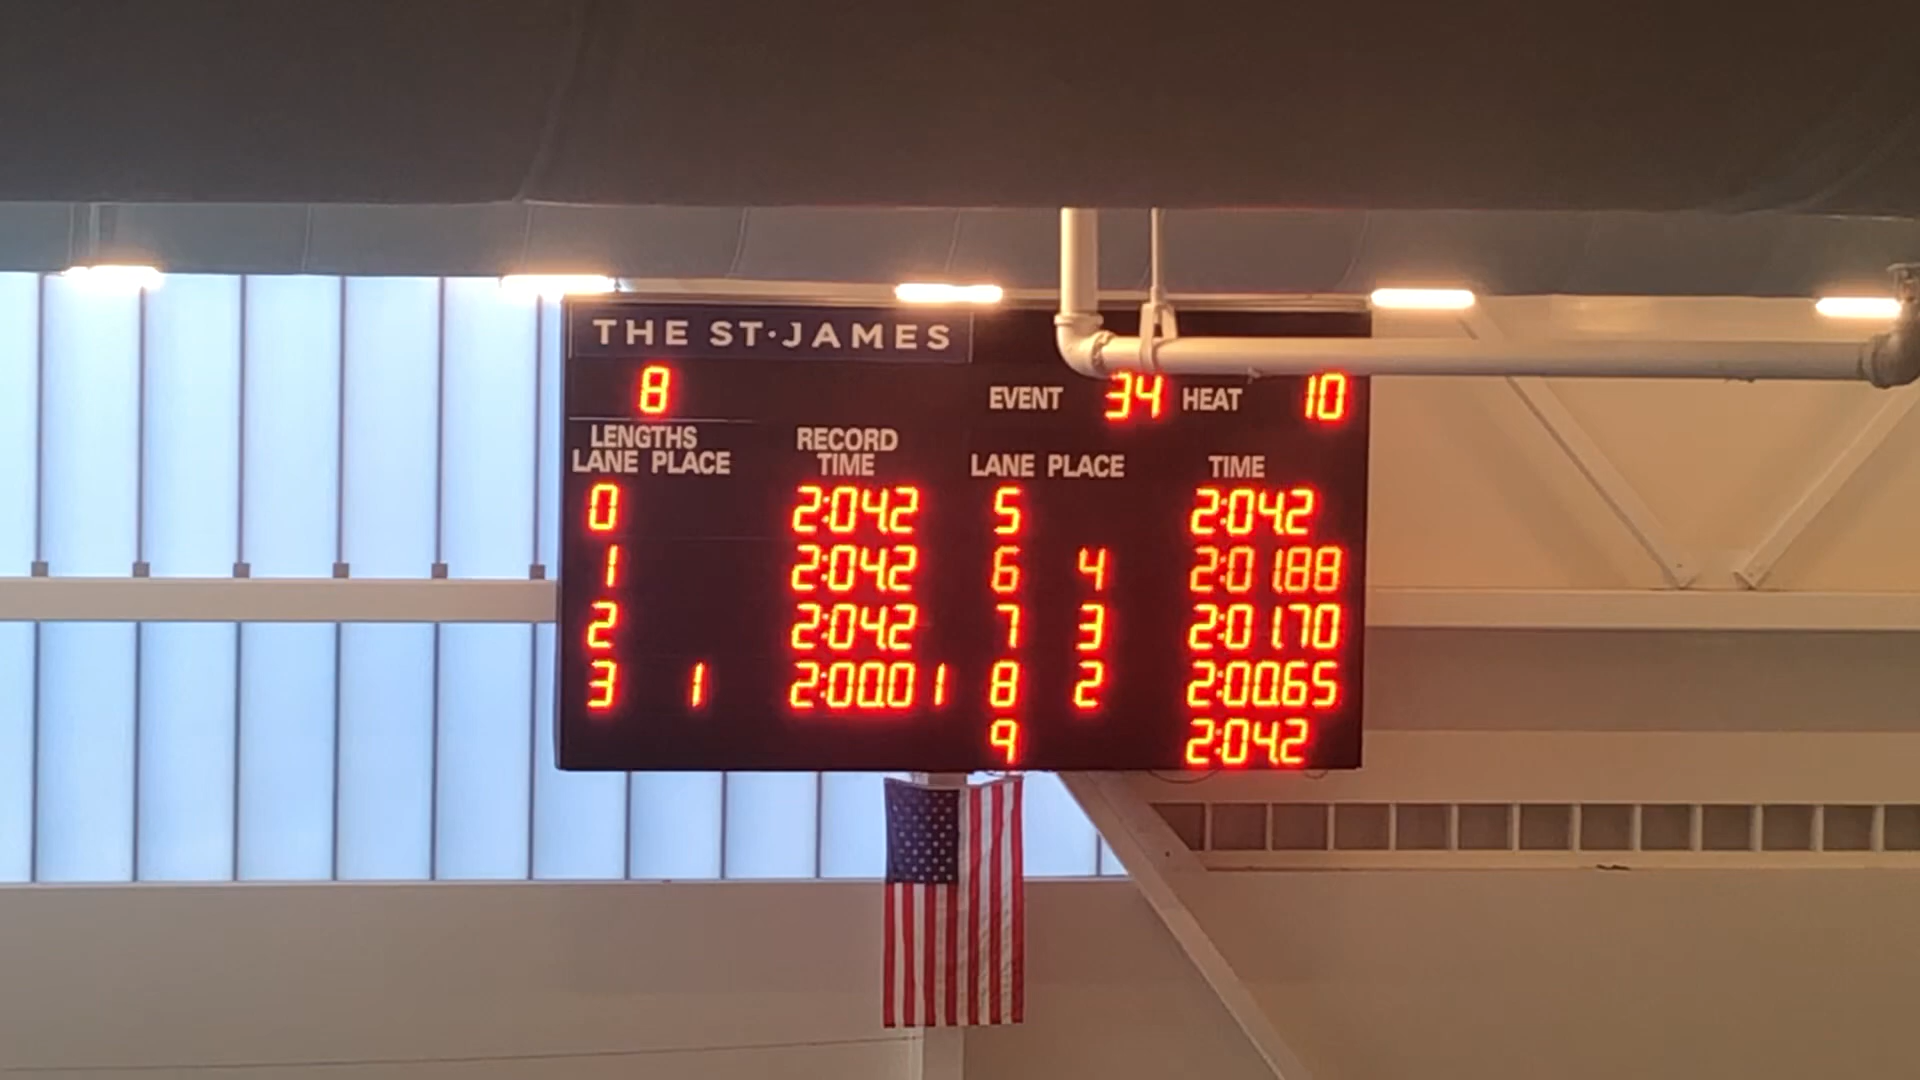 THE ST·JAMES
8 EVENT 34 HEAT 10
LENGTHS RECORD
LANE PLACE TIME LANE PLACE TIME
0 2:04.2 5 2:04.2
1 2:04.2 6 4 2:01.88
2 2:04.2 7 3 2:01.70
3 1 2:00.01 8 2 2:00.65
9 2:04.2